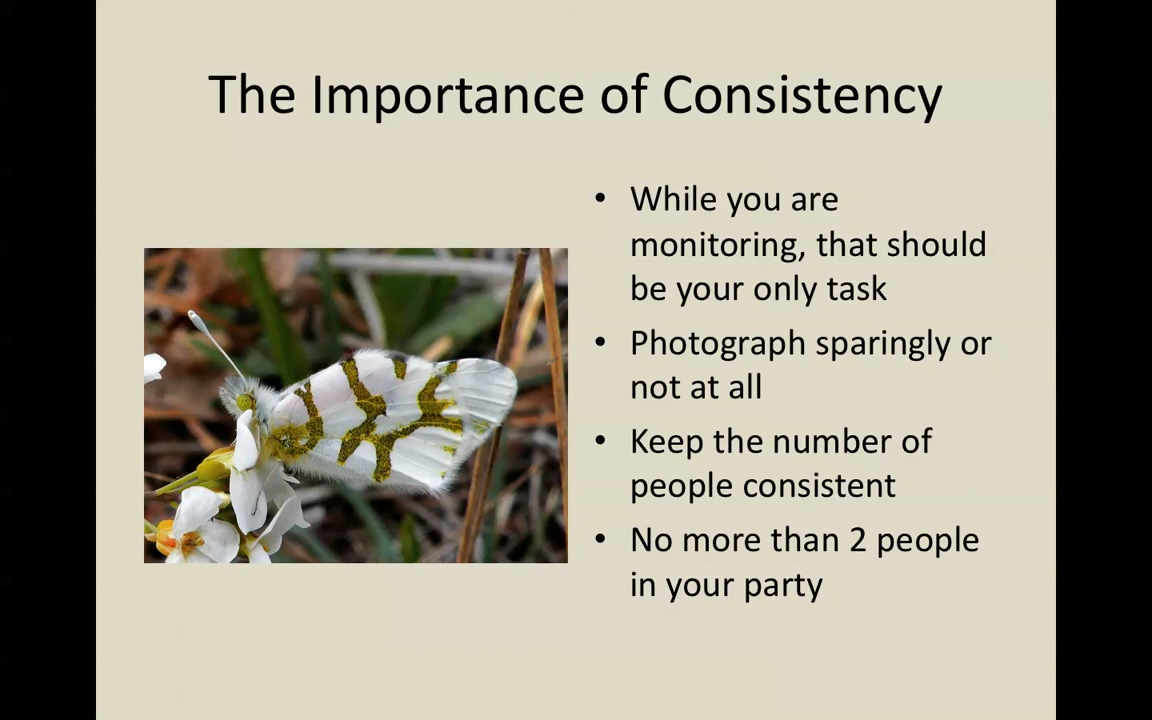 The Importance of Consistency
• While you are
monitoring, that should
be your only task
• Photograph sparingly or
not at all
• Keep the number of
people consistent
• No more than 2 people
in your party